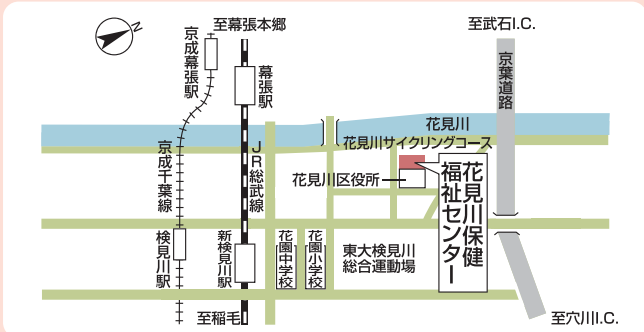 N
至幕張本郷
至武石I.C.
京成幕張駅
幕張駅
京葉道路
花見川
花見川サイクリングコース
京成千葉線
JR総武線
花見川区役所
花見川保健
福祉センター
検見川駅
新検見川駅
花園中学校
花園小学校
東大検見川
総合運動場
至稲毛
至穴川I.C.